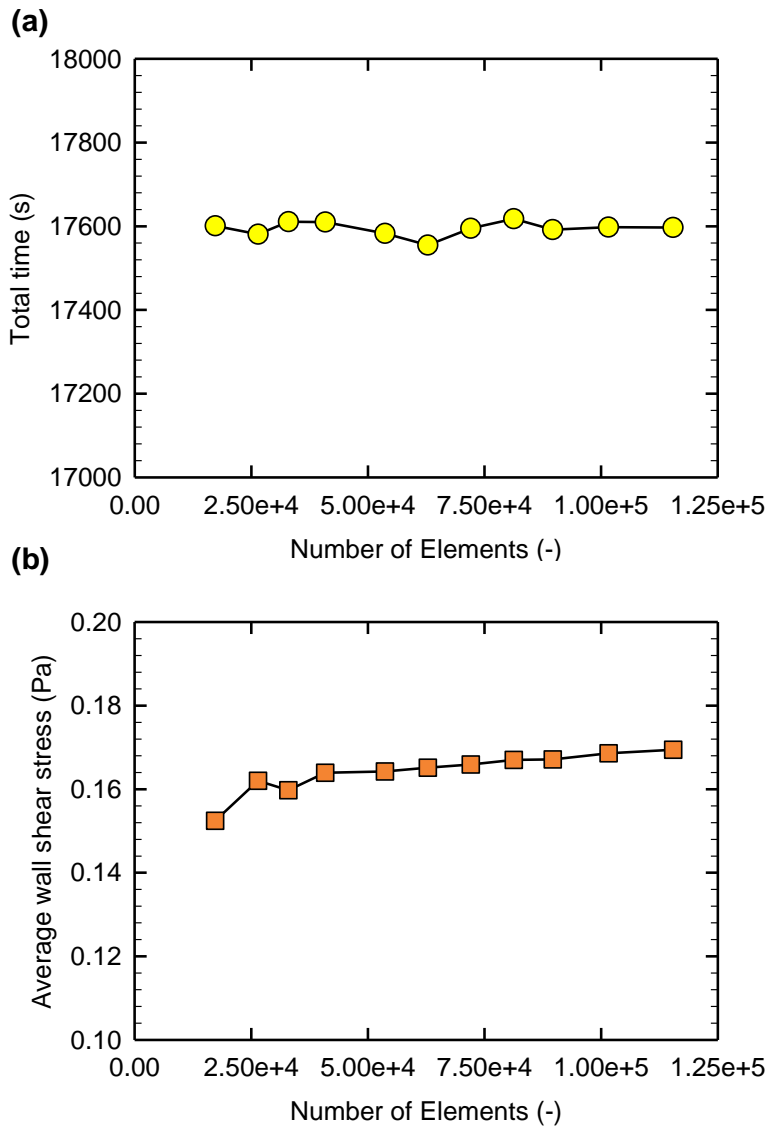 (a)
18000
17800
17600
17400
17200
17000
Total time (s)
0.00 2.50e+4 5.00e+4 7.50e+4 1.00e+5 1.25e+5
Number of Elements (-)
(b)
0.20
0.18
0.16
0.14
0.12
0.10
Average wall shear stress (Pa)
0.00 2.50e+4 5.00e+4 7.50e+4 1.00e+5 1.25e+5
Number of Elements (-)